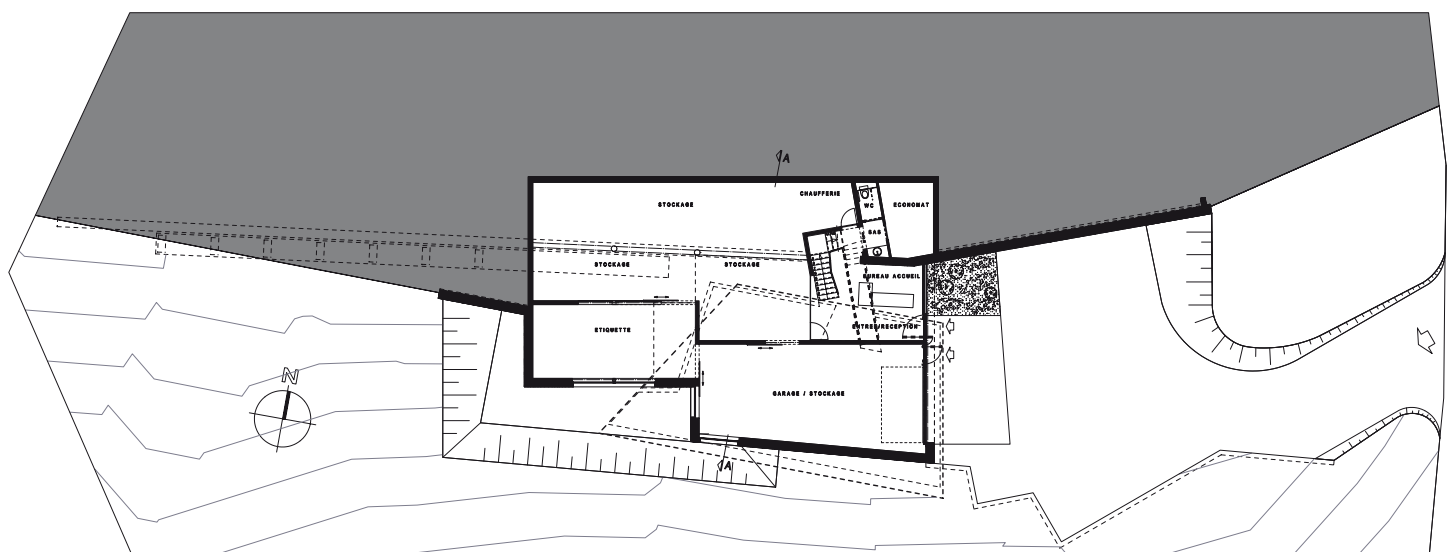 A
CHAUFFERIE
STOCKAGE
WC
ECONOMAT
SAS
STOCKAGE
STOCKAGE
BUREAU ACCUEIL
ETIQUETTE
ENTREE/RECEPTION
N
GARAGE / STOCKAGE
A